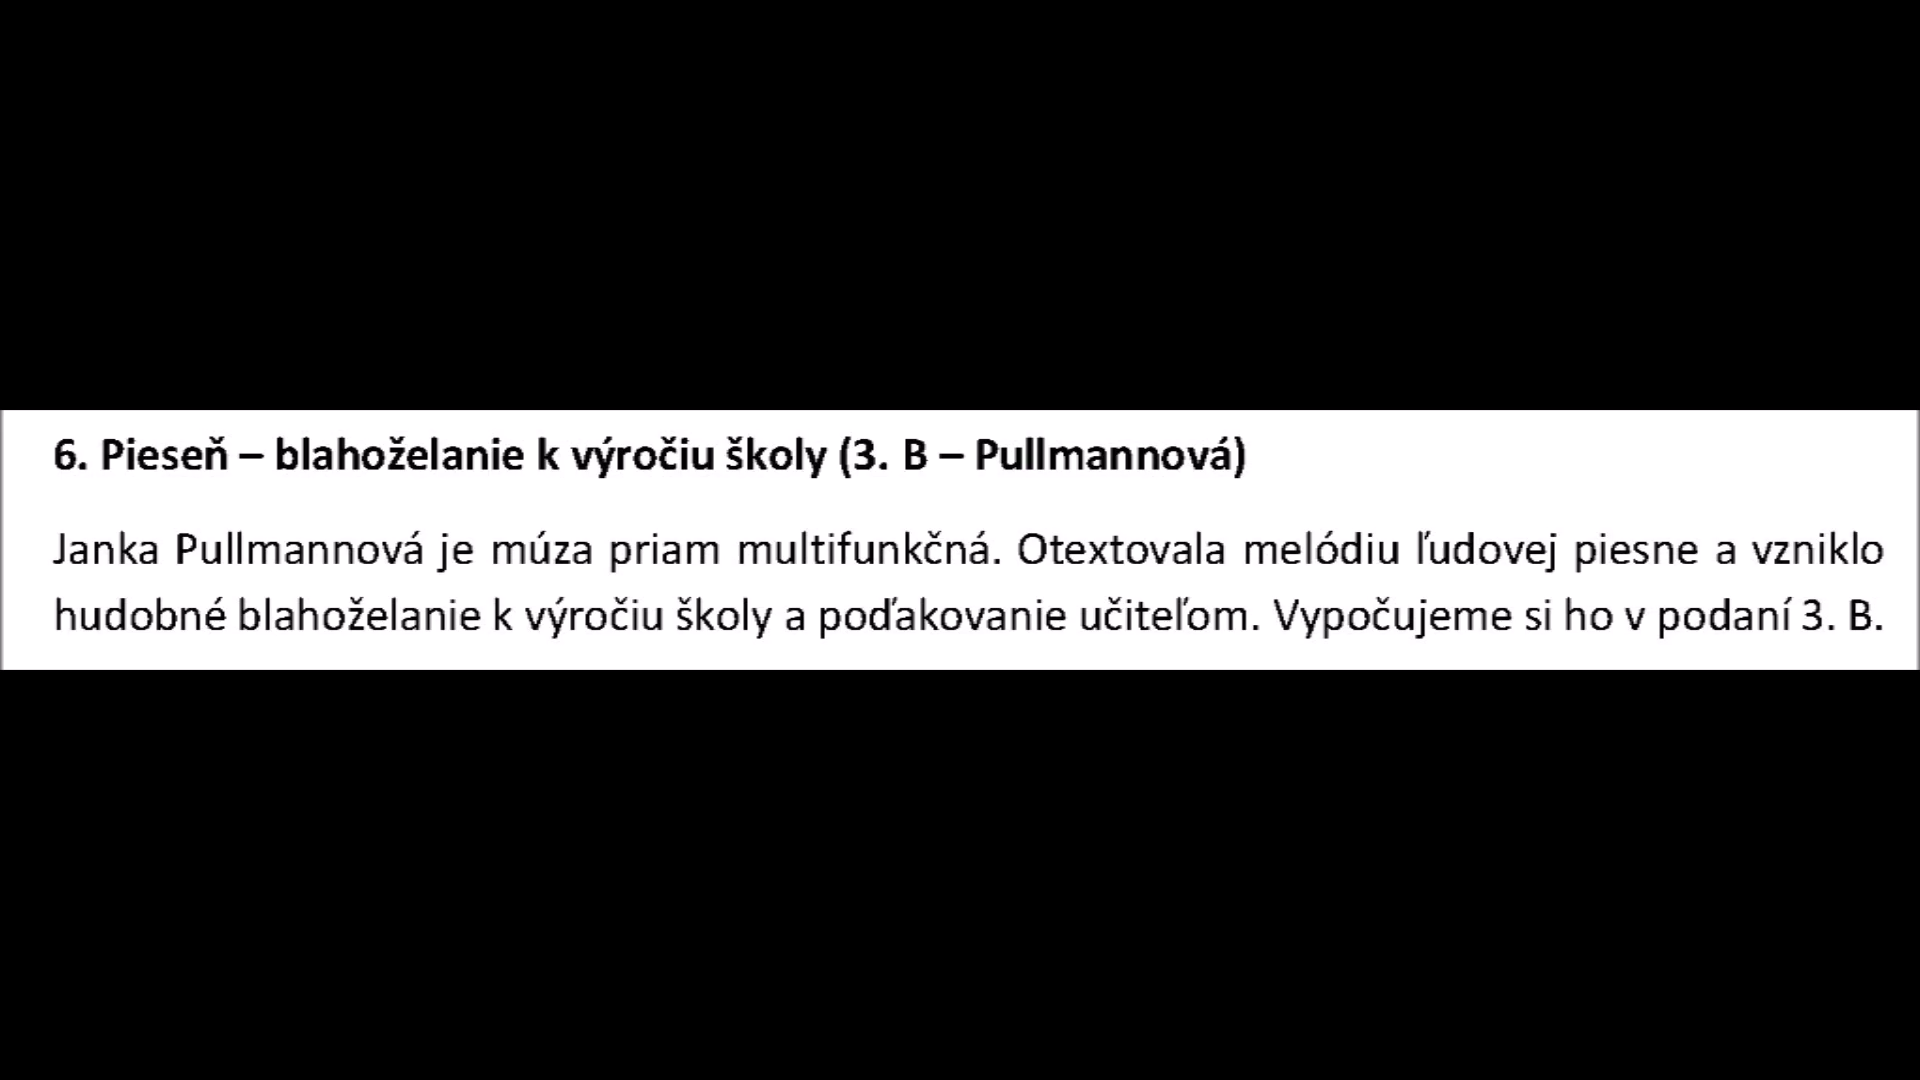 6. Pieseň – blahoželanie k výročiu školy (3. B – Pullmannová)
Janka Pullmannová je múza priam multifunkčná. Otextovala melódiu ľudovej piesne a vzniklo
hudobné blahoželanie k výročiu školy a poďakovanie učiteľom. Vypočujeme si ho v podaní 3. B.